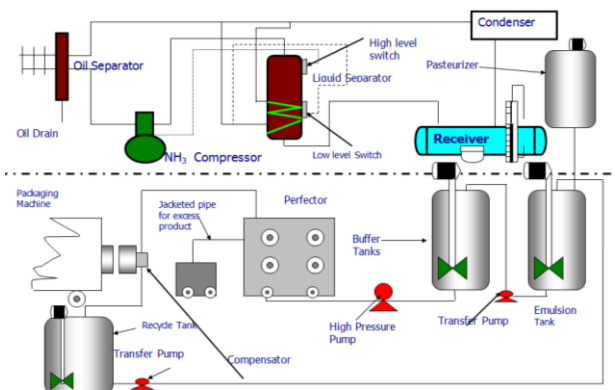 Condenser
High level
switch
Oil Separator
Liquid Separator
Pasteurizer
Oil Drain
Receiver
NH₃ Compressor
Low level Switch
Packaging
Machine
Jacketed pipe
for excess
product
Perfector
Buffer
Tanks
Recycle Tank
High Pressure
Pump
Transfer Pump
Emulsion
Tank
Transfer Pump
Compensator